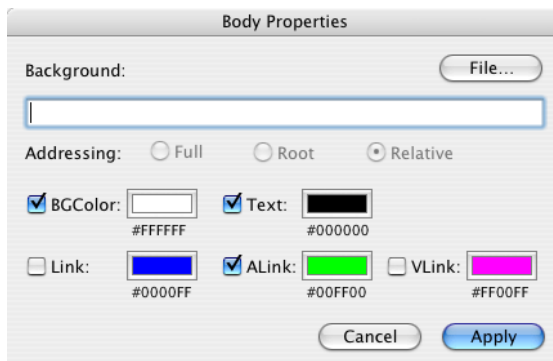 Body Properties
Background: File...
Addressing: Full Root Relative
BGColor: Text:
#FFFFFF #000000
Link: ALink: VLink:
#0000FF #00FF00 #FF00FF
Cancel Apply